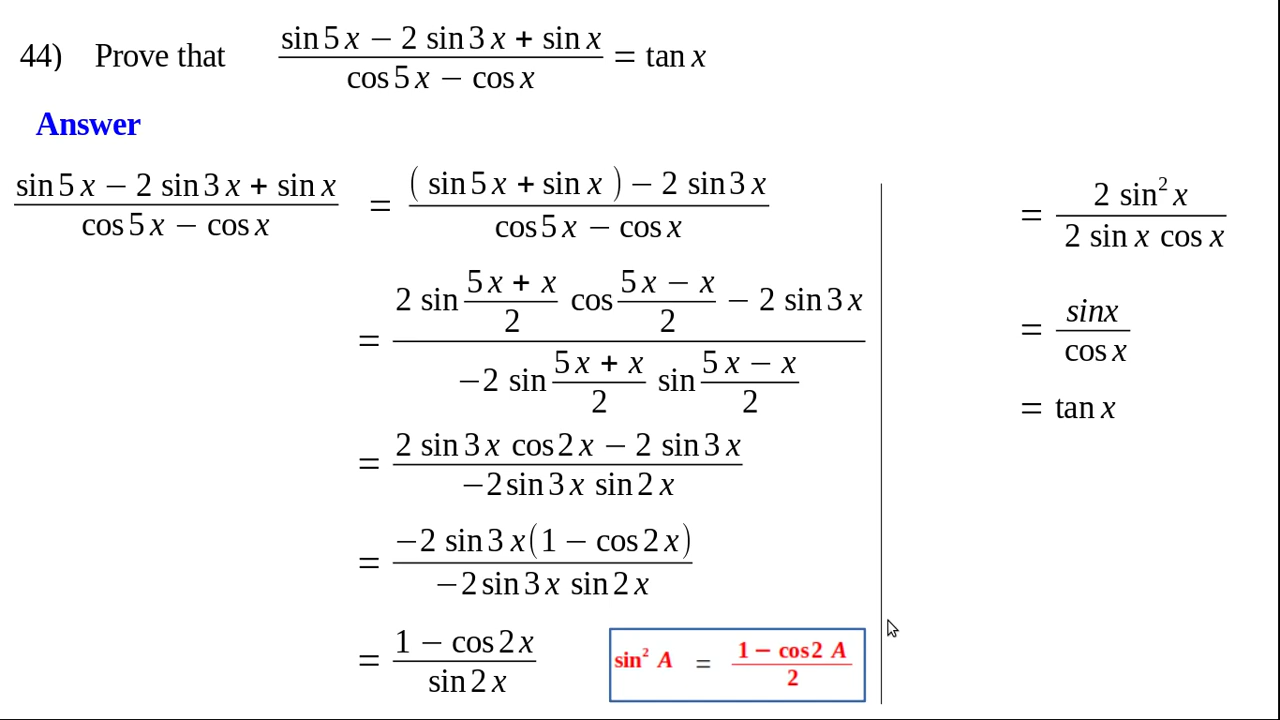 44) Prove that (sin 5x − 2 sin 3x + sin x)/(cos 5x − cos x) = tan x
Answer
(sin 5x − 2 sin 3x + sin x)/(cos 5x − cos x) = (( sin 5x + sin x ) − 2 sin 3x)/(cos 5x − cos x)
= (2 sin (5x + x)/2 cos (5x − x)/2 − 2 sin 3x)/(−2 sin (5x + x)/2 sin (5x − x)/2)
= (2 sin 3x cos 2x − 2 sin 3x)/(−2 sin 3x sin 2x)
= (−2 sin 3x(1 − cos 2x))/(−2 sin 3x sin 2x)
= (1 − cos 2x)/(sin 2x)
sin² A = (1 − cos 2 A)/2
= (2 sin² x)/(2 sin x cos x)
= sinx/cos x
= tan x